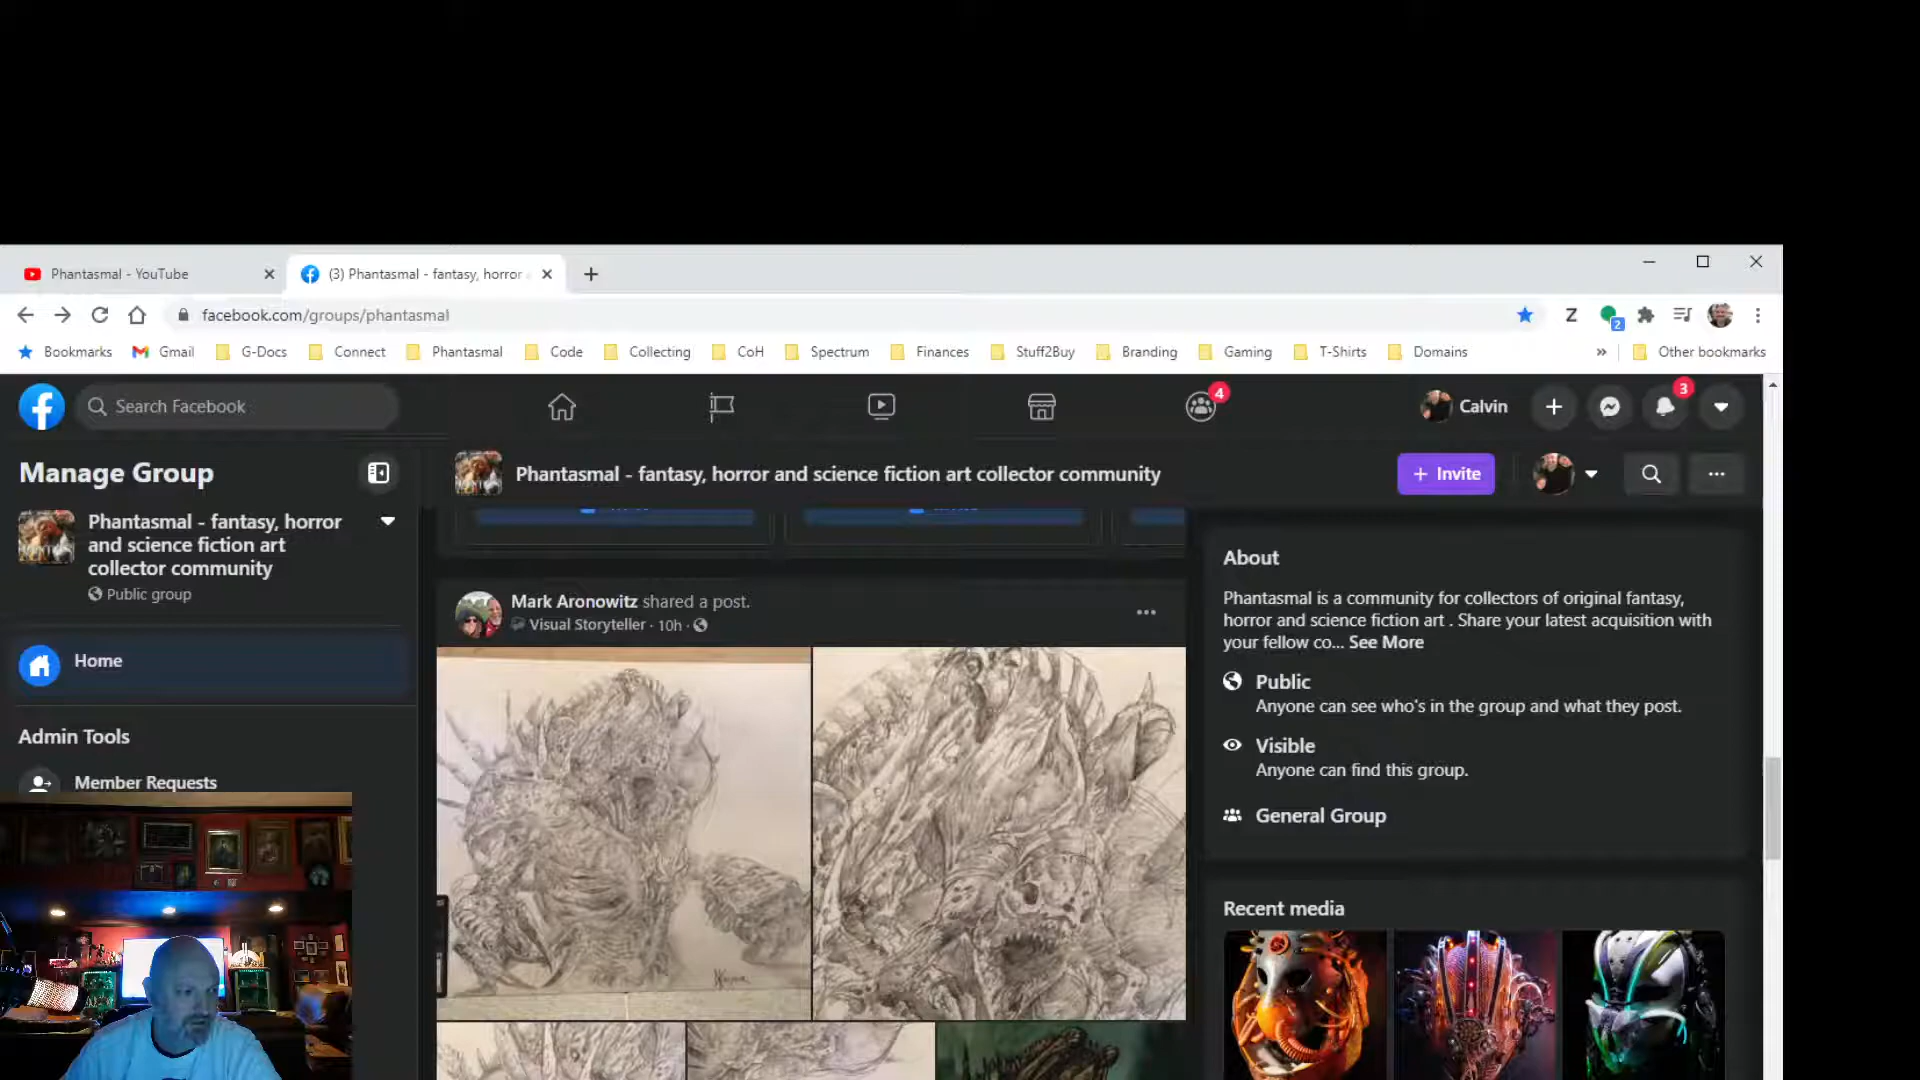 Phantasmal - YouTube
(3) Phantasmal - fantasy, horror
facebook.com/groups/phantasmal
Z
2
Bookmarks
Gmail
G-Docs
Connect
Phantasmal
Code
Collecting
CoH
Spectrum
Finances
Stuff2Buy
Branding
Gaming
T-Shirts
Domains
Other bookmarks
Search Facebook
4
Calvin
3
Manage Group
Phantasmal - fantasy, horror and science fiction art collector community
+ Invite
Phantasmal - fantasy, horror
and science fiction art
collector community
Public group
Home
Admin Tools
Member Requests
Mark Aronowitz shared a post.
Visual Storyteller · 10h ·
About
Phantasmal is a community for collectors of original fantasy,
horror and science fiction art . Share your latest acquisition with
your fellow co... See More
Public
Anyone can see who's in the group and what they post.
Visible
Anyone can find this group.
General Group
Recent media